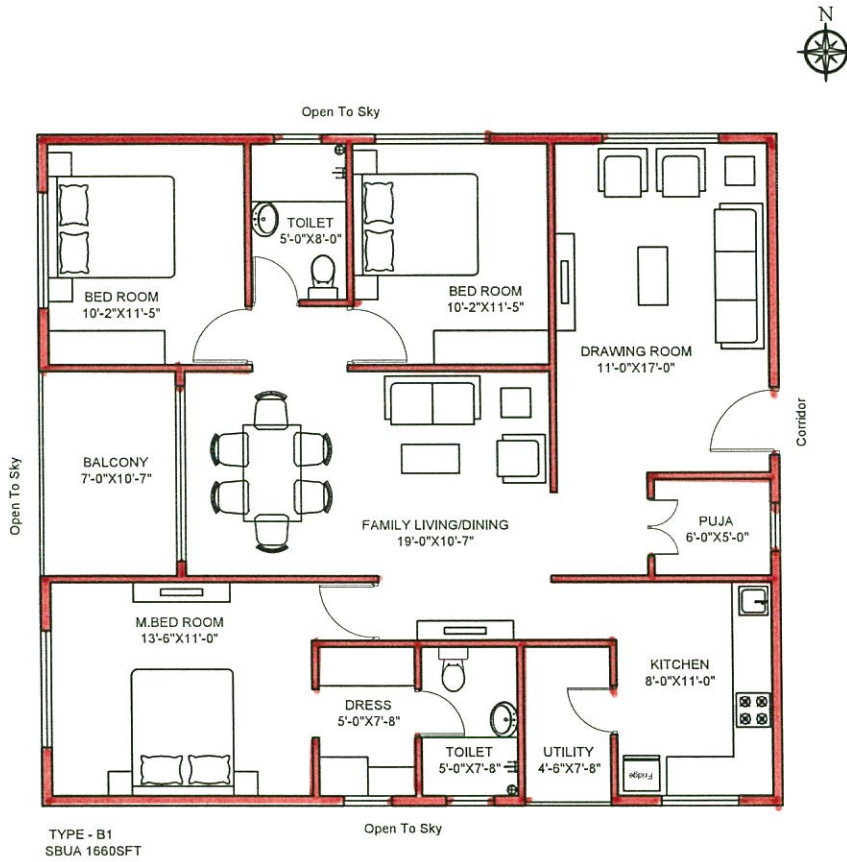 N
Open To Sky
TOILET
5'-0"X8'-0"
BED ROOM
10'-2"X11'-5"
BED ROOM
10'-2"X11'-5"
DRAWING ROOM
11'-0"X17'-0"
Corridor
Open To Sky
BALCONY
7'-0"X10'-7"
FAMILY LIVING/DINING
19'-0"X10'-7"
PUJA
6'-0"X5'-0"
M.BED ROOM
13'-6"X11'-0"
KITCHEN
8'-0"X11'-0"
DRESS
5'-0"X7'-8"
TOILET
5'-0"X7'-8"
UTILITY
4'-6"X7'-8"
Fridge
Open To Sky
TYPE - B1
SBUA 1660SFT